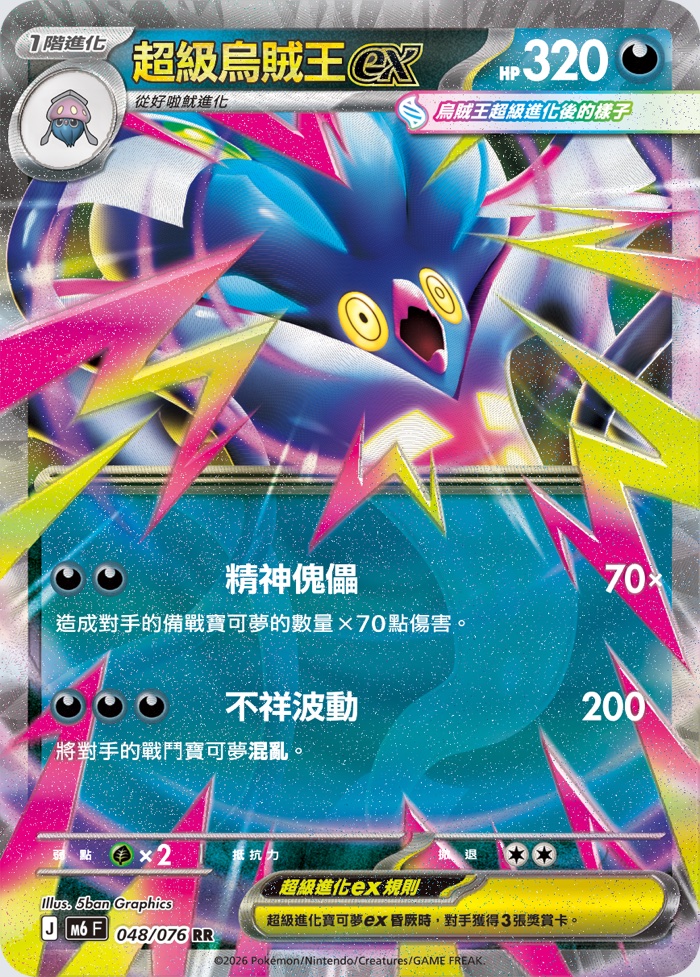 1階進化
超級烏賊王ex
HP320
從好啦魷進化
烏賊王超級進化後的樣子
精神傀儡 70×
造成對手的備戰寶可夢的數量×70點傷害。
不祥波動 200
將對手的戰鬥寶可夢混亂。
弱點 ×2 抵抗力 撤退
超級進化ex規則
超級進化寶可夢ex昏厥時，對手獲得3張獎賞卡。
Illus. 5ban Graphics
J M6 F 048/076 RR
©2026 Pokémon/Nintendo/Creatures/GAME FREAK.